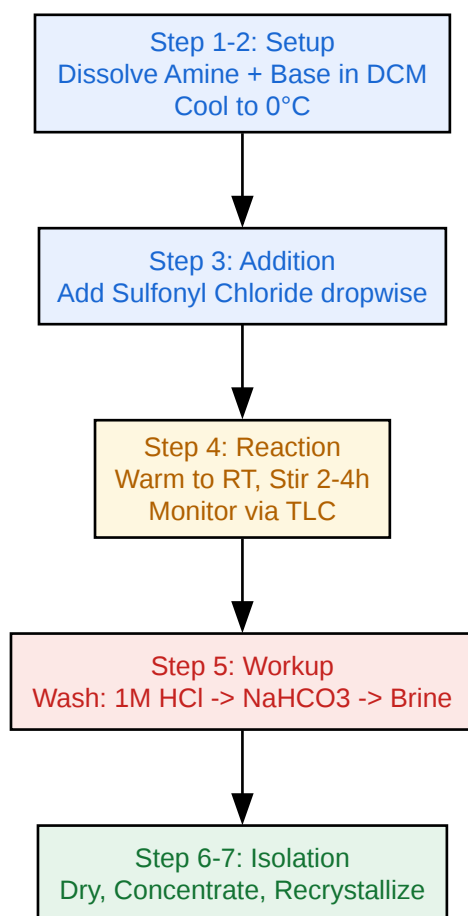 Step 1-2: Setup
Dissolve Amine + Base in DCM
Cool to 0°C
Step 3: Addition
Add Sulfonyl Chloride dropwise
Step 4: Reaction
Warm to RT, Stir 2-4h
Monitor via TLC
Step 5: Workup
Wash: 1M HCl -> NaHCO3 -> Brine
Step 6-7: Isolation
Dry, Concentrate, Recrystallize